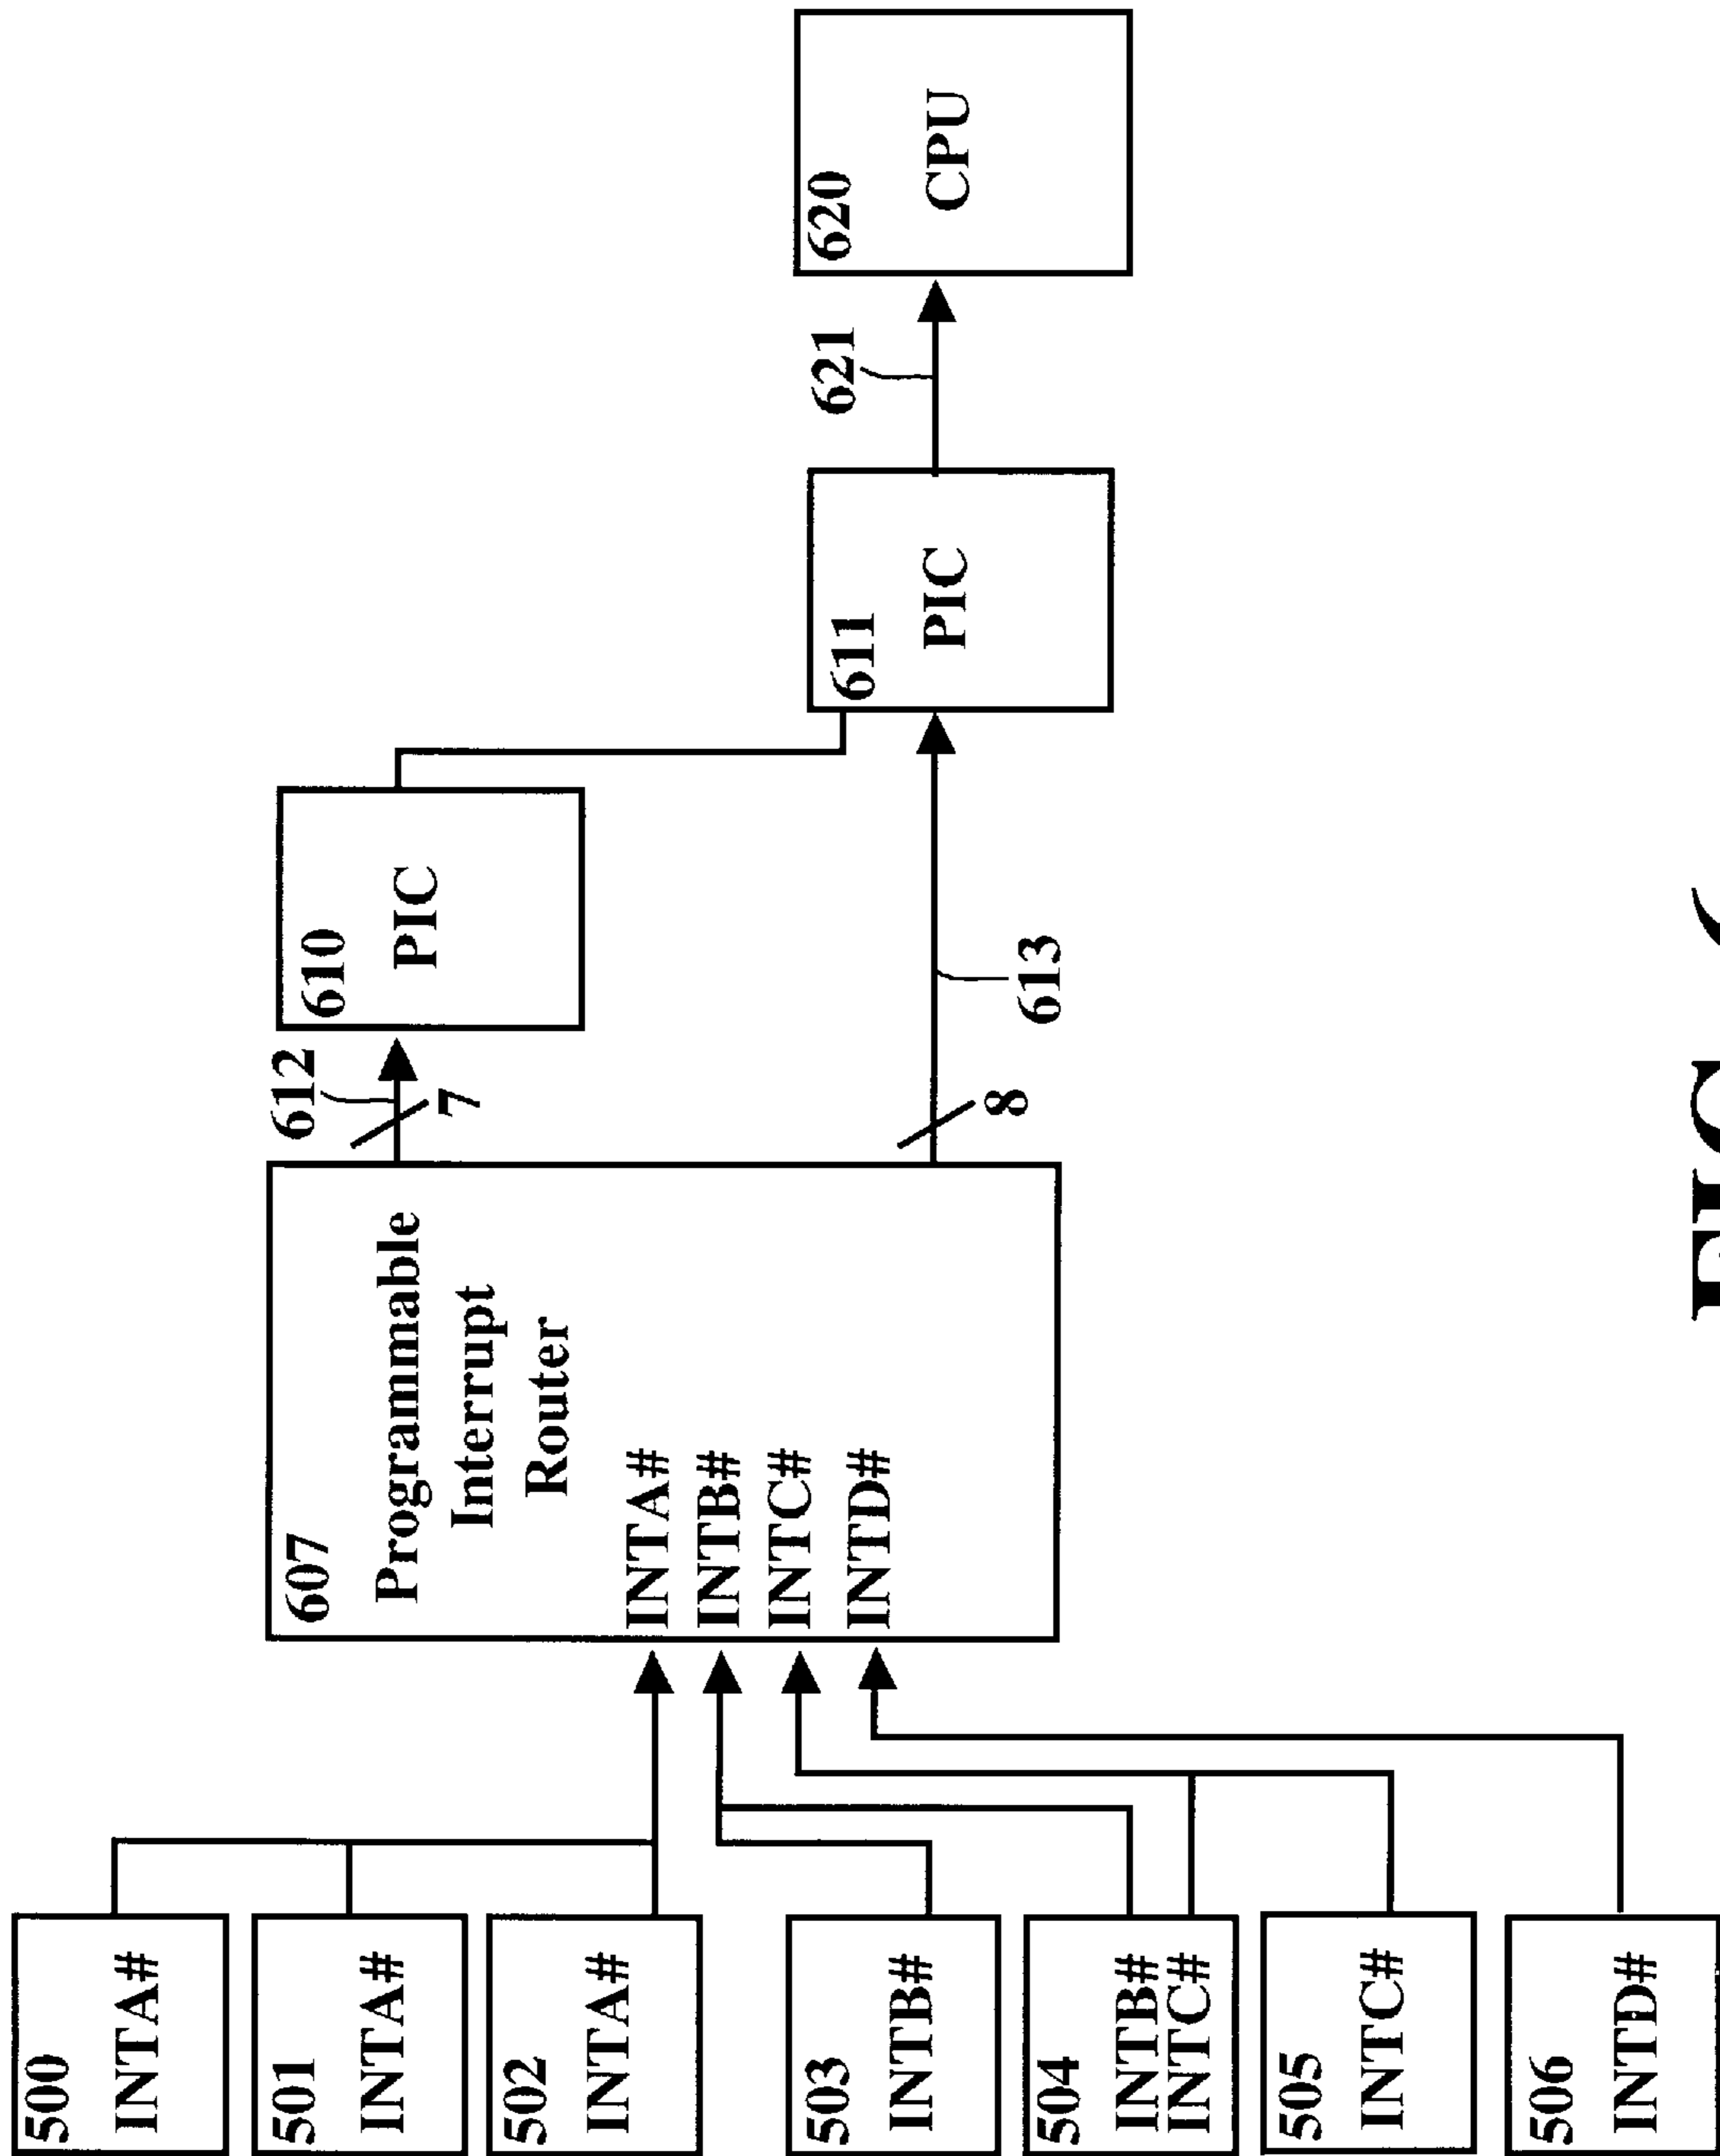 500
INTA#
501
INTA#
502
INTA#
503
INTB#
504
INTB#
INTC#
505
INTC#
506
INTD#
607
Programmable
Interrupt
Router
INTA#
INTB#
INTC#
INTD#
612
7
8
613
610
PIC
611
PIC
621
620
CPU